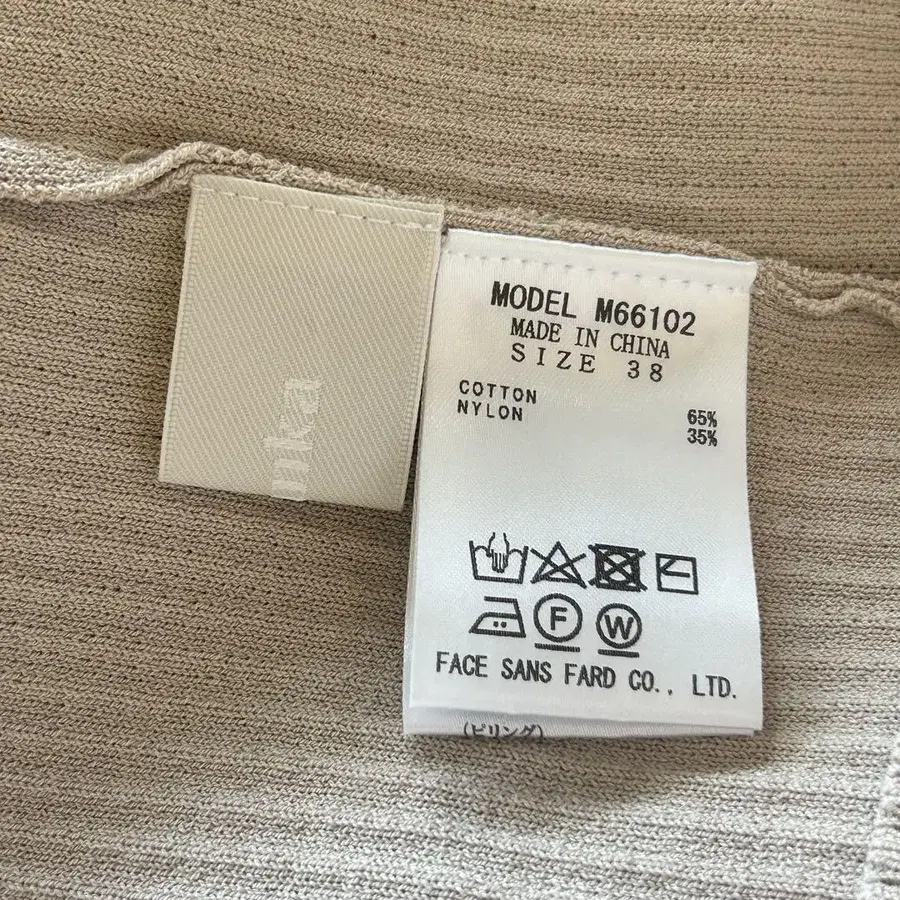 mka
MODEL M66102
MADE IN CHINA
SIZE 38
COTTON 65%
NYLON 35%
F W
FACE SANS FARD CO., LTD.
(ピリング)